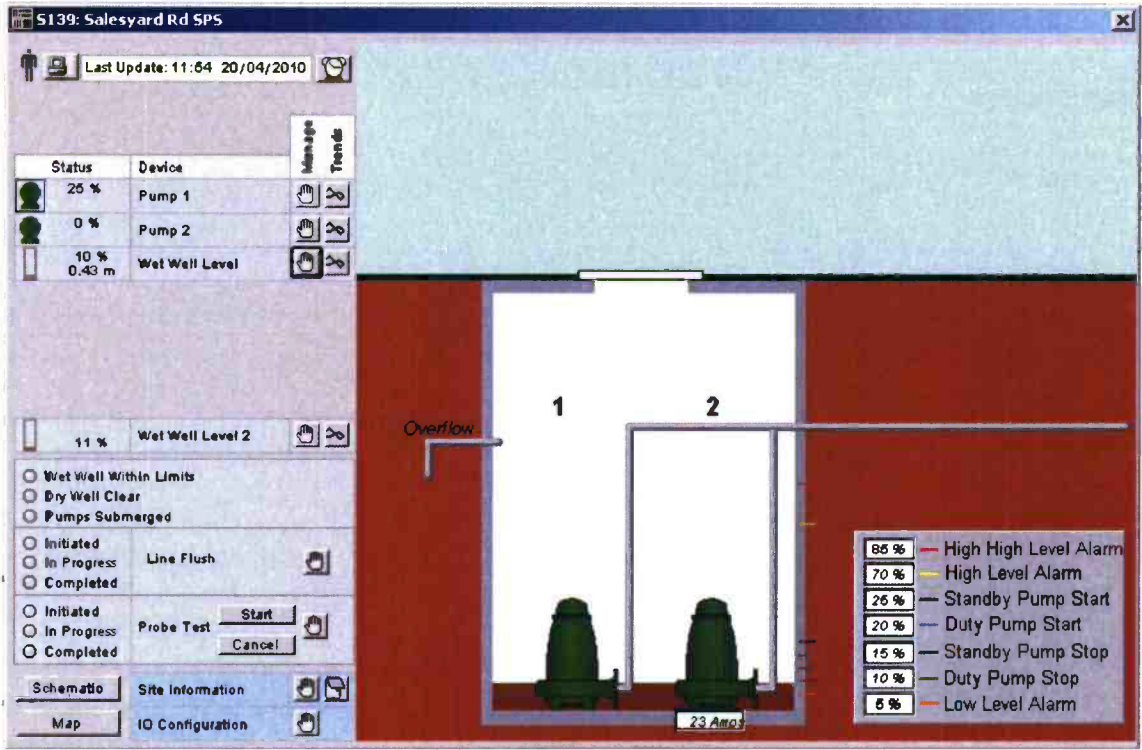 S139: Salesyard Rd SPS
Last Update: 11:54 20/04/2010
Manage
Trends
Status Device
25 % Pump 1
0 % Pump 2
10 %
0.43 m Wet Well Level
11 % Wet Well Level 2
Wet Well Within Limits
Dry Well Clear
Pumps Submerged
Initiated
In Progress Line Flush
Completed
Initiated
In Progress Probe Test Start
Cancel
Completed
Schematic Site Information
Map IO Configuration
Overflow
1 2
23 Amps
85 % High High Level Alarm
70 % High Level Alarm
25 % Standby Pump Start
20 % Duty Pump Start
15 % Standby Pump Stop
10 % Duty Pump Stop
5 % Low Level Alarm